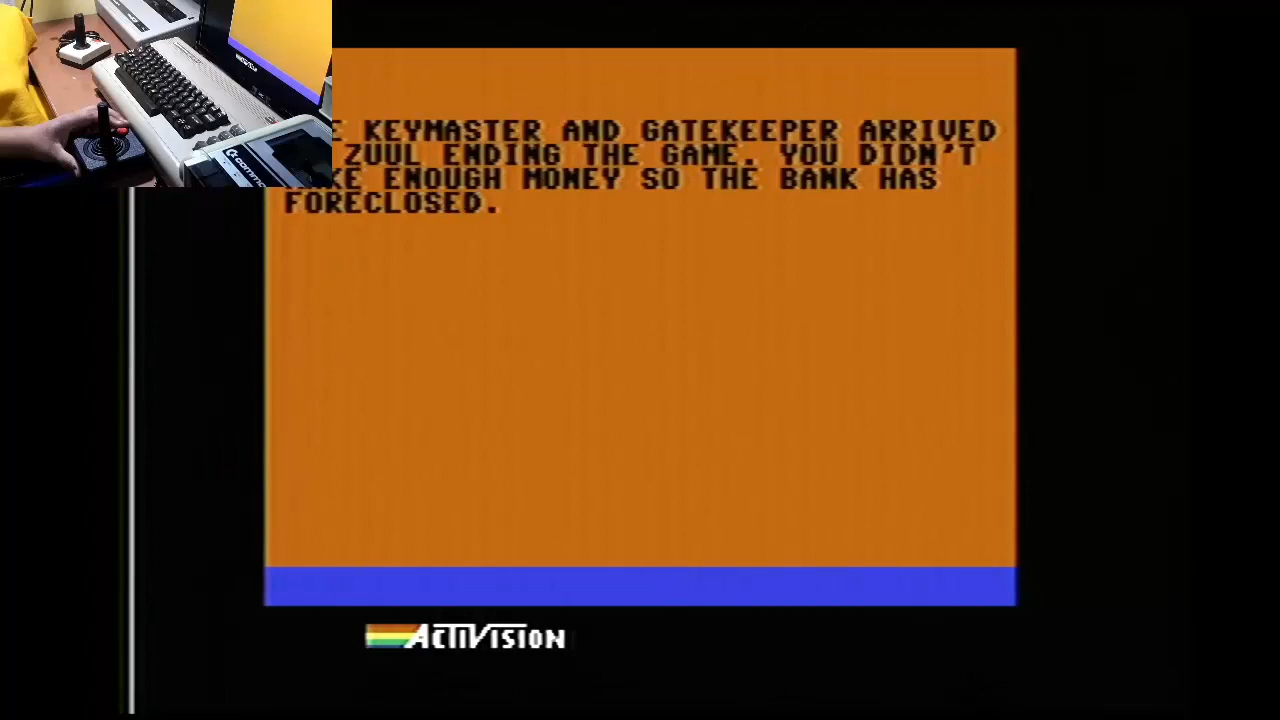 KEYMASTER AND GATEKEEPER ARRIVED
ZUUL ENDING THE GAME. YOU DIDN'T
ENOUGH MONEY SO THE BANK HAS
FORECLOSED.
ACTIVISION